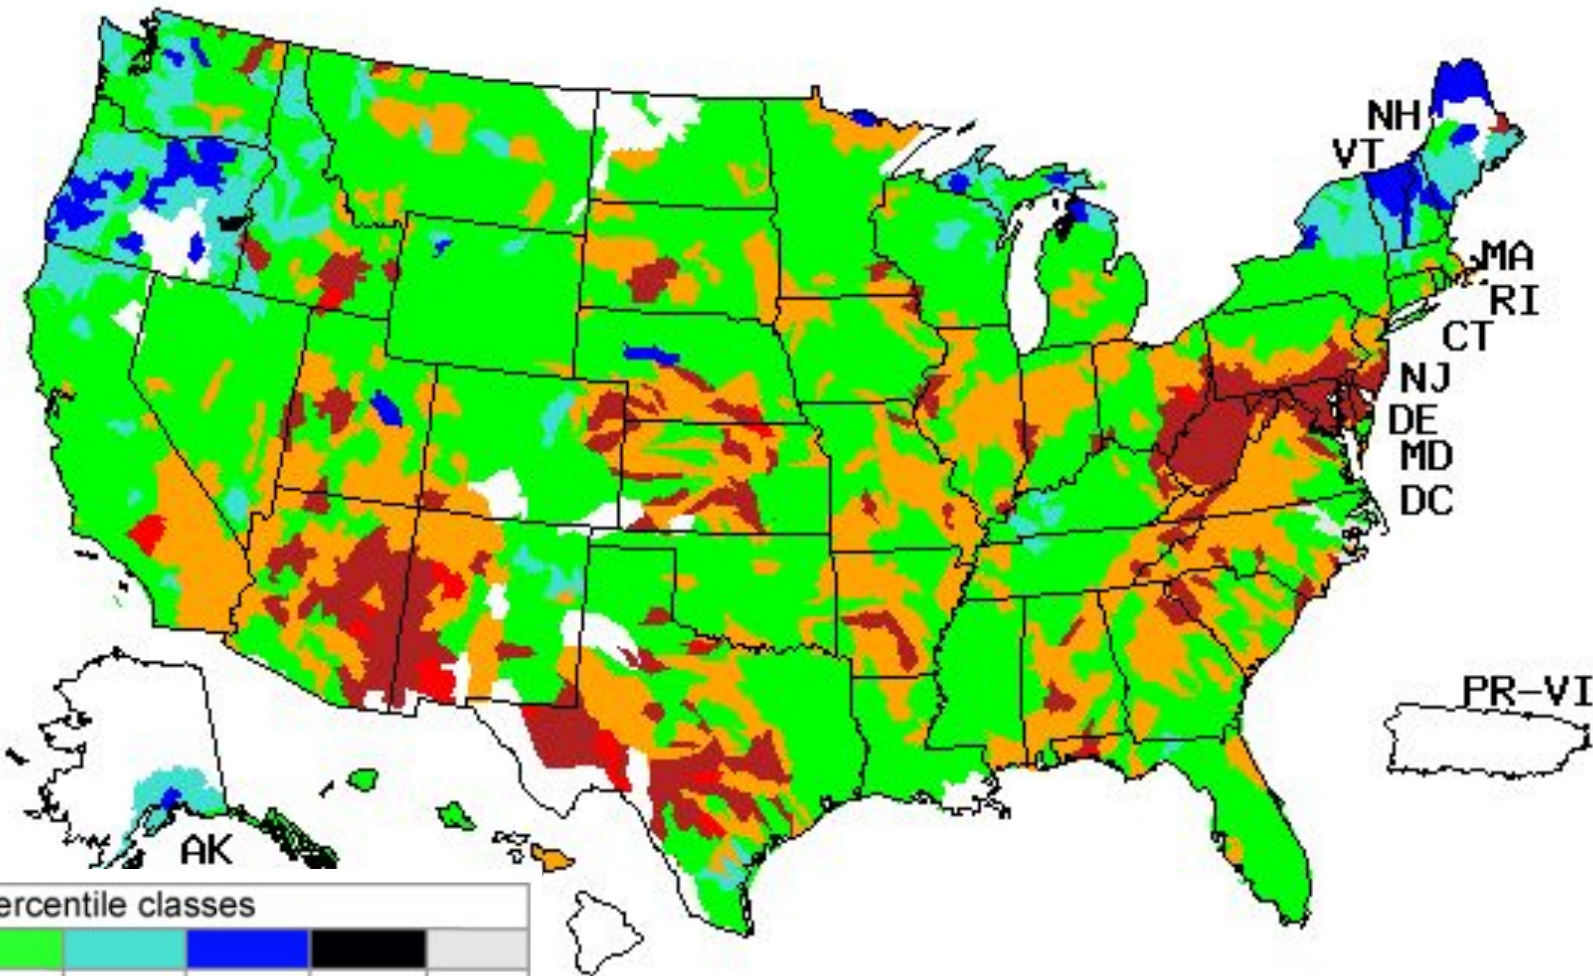 NH
VT
MA
RI
CT
NJ
DE
MD
DC
PR-VI
AK
ercentile classes